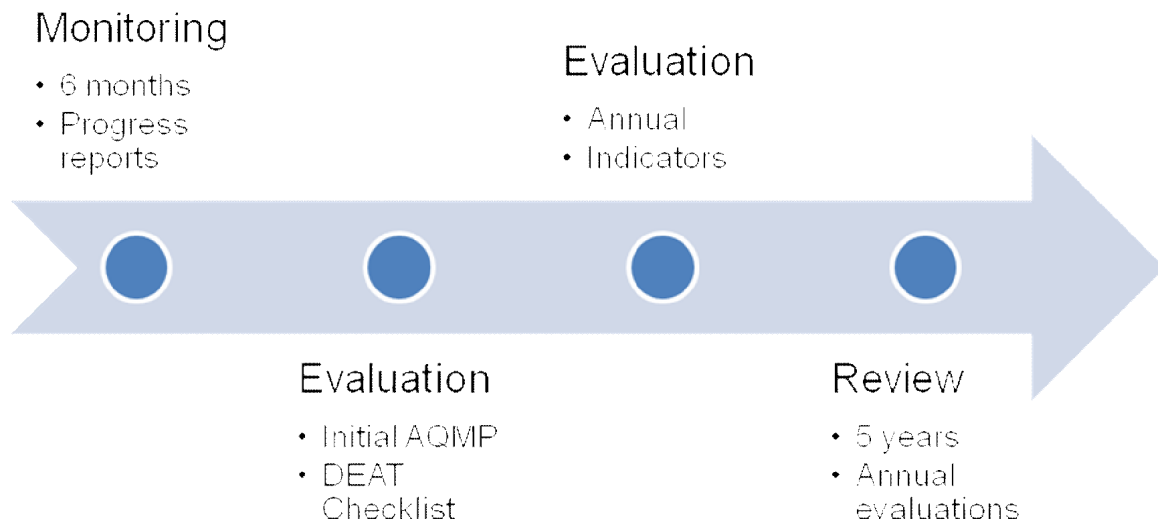 Monitoring
• 6 months
• Progress
reports
Evaluation
• Initial AQMP
• DEAT
Checklist
Evaluation
• Annual
• Indicators
Review
• 5 years
• Annual
evaluations